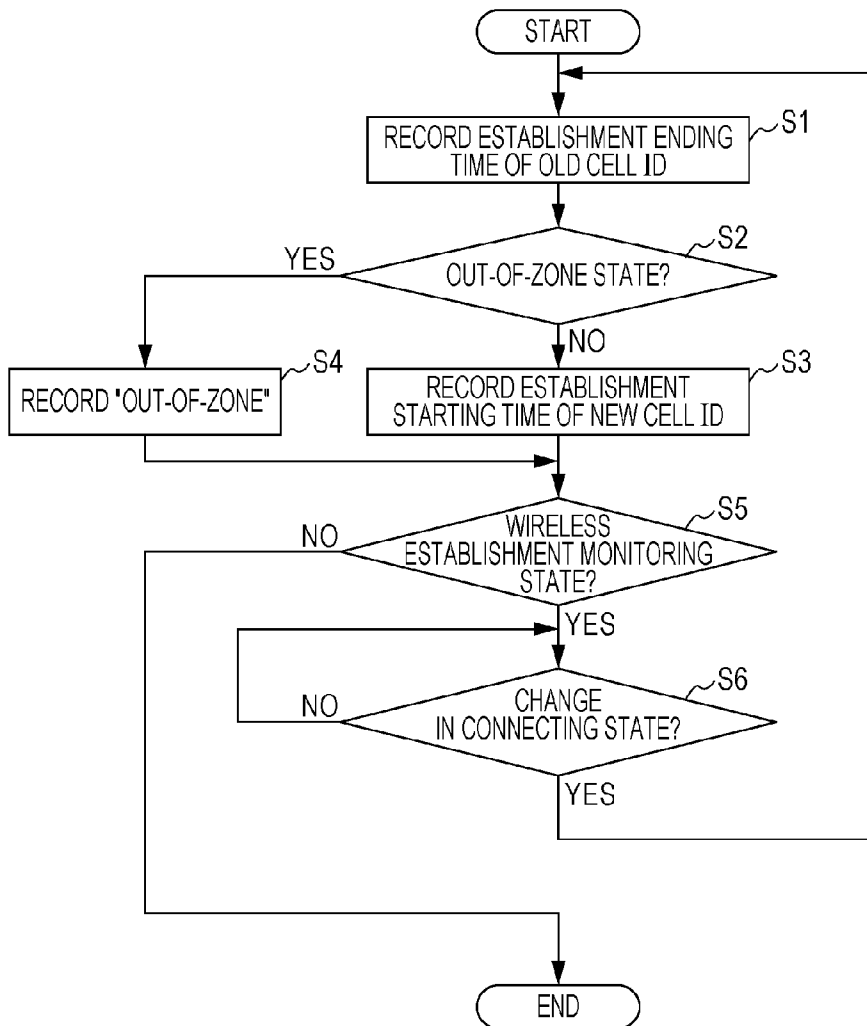 START
RECORD ESTABLISHMENT ENDING
TIME OF OLD CELL ID
S1
OUT-OF-ZONE STATE?
S2
YES
NO
RECORD "OUT-OF-ZONE"
S4
RECORD ESTABLISHMENT
STARTING TIME OF NEW CELL ID
S3
WIRELESS
ESTABLISHMENT MONITORING
STATE?
S5
NO
YES
CHANGE
IN CONNECTING STATE?
S6
NO
YES
END